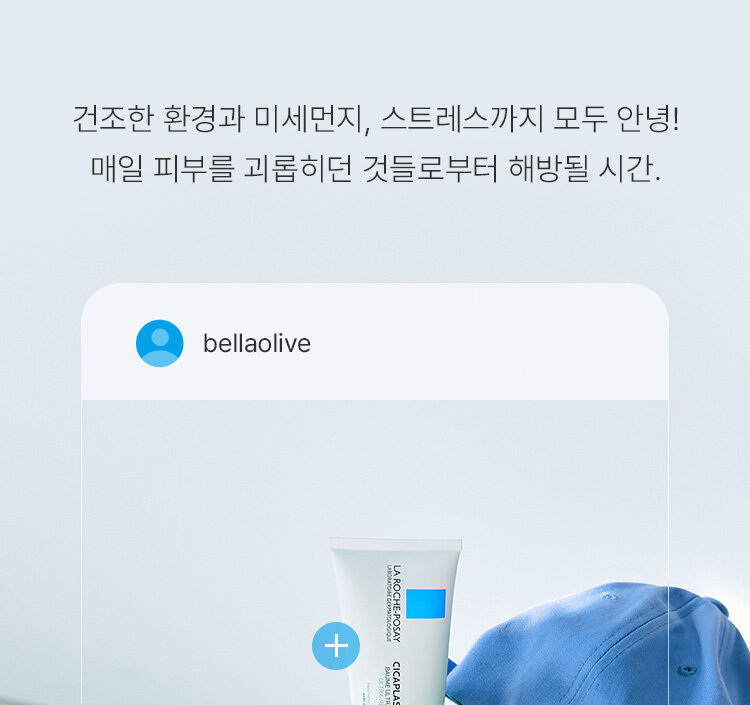 건조한 환경과 미세먼지, 스트레스까지 모두 안녕!
매일 피부를 괴롭히던 것들로부터 해방될 시간.
bellaolive
LA ROCHE-POSAY
LABORATOIRE DERMATOLOGIQUE
CICAPLAS
BAUME ULTR